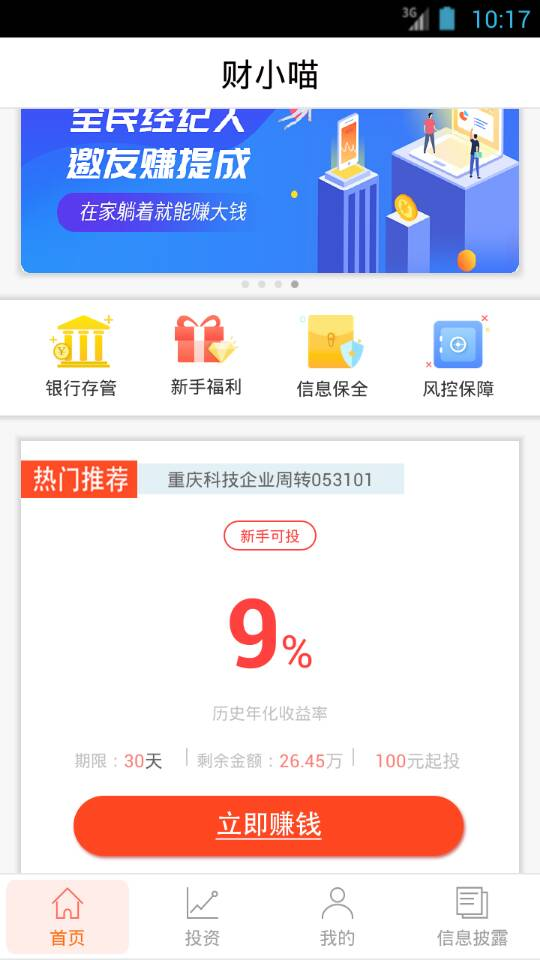 3G 10:17
财小喵
全民经纪人
邀友赚提成
在家躺着就能赚大钱
银行存管 新手福利 信息保全 风控保障
热门推荐 重庆科技企业周转053101
新手可投
9%
历史年化收益率
期限：30天 剩余金额：26.45万 100元起投
立即赚钱
首页 投资 我的 信息披露